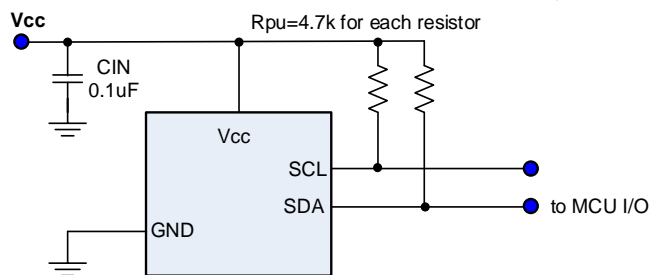 Vcc
Rpu=4.7k for each resistor
CIN
0.1uF
Vcc
SCL
SDA
to MCU I/O
GND